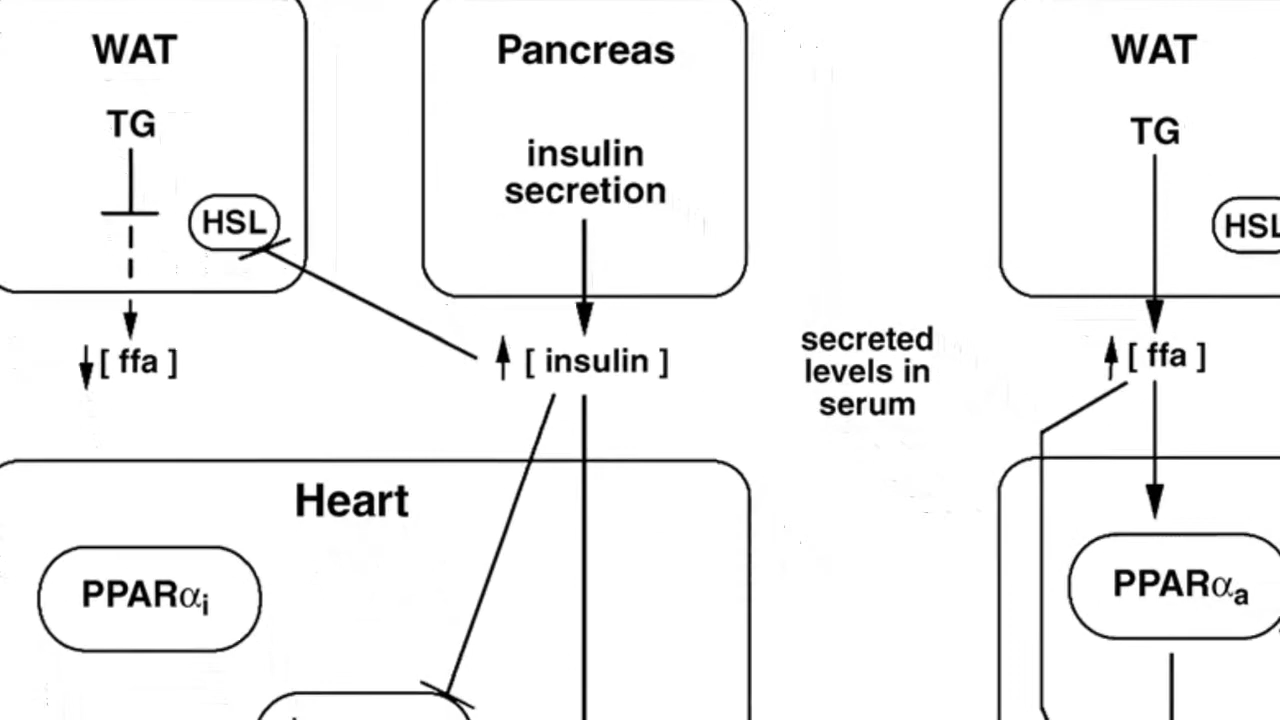 WAT
TG
HSL
[ ffa ]
Pancreas
insulin
secretion
[ insulin ]
secreted
levels in
serum
WAT
TG
HSL
[ ffa ]
Heart
PPARαi
PPARαa